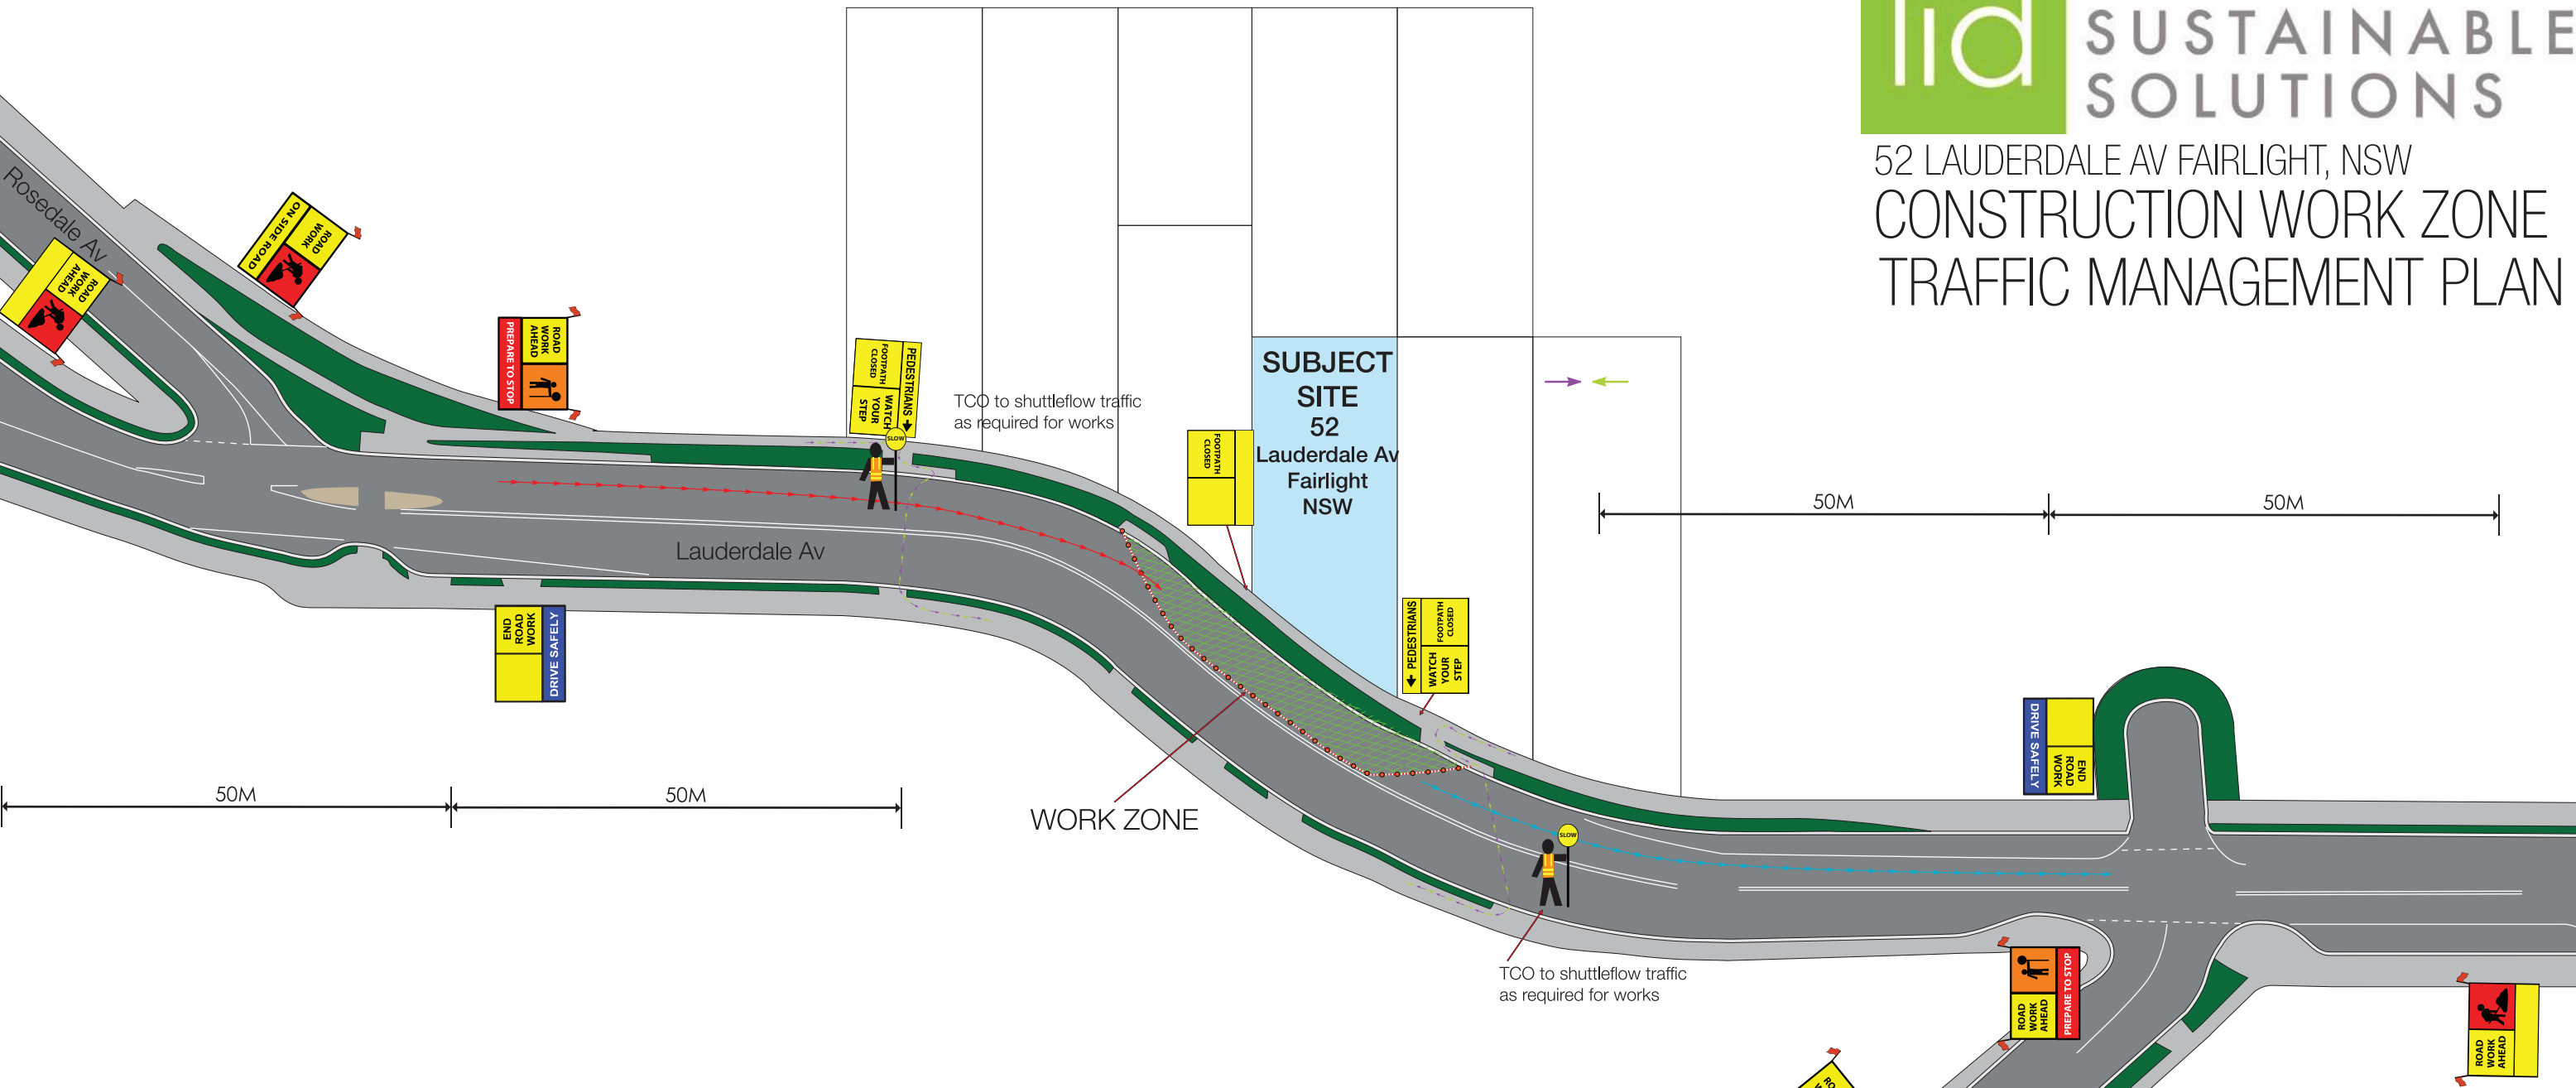 lid
SUSTAINABLE
SOLUTIONS
52 LAUDERDALE AV FAIRLIGHT, NSW
CONSTRUCTION WORK ZONE
TRAFFIC MANAGEMENT PLAN
Rosedale Av
ROAD
WORK
AHEAD
ROAD
WORK
ON SIDE ROAD
ROAD
WORK
AHEAD
PREPARE TO STOP
PEDESTRIANS
FOOTPATH
CLOSED
WATCH
YOUR
STEP
SLOW
TCO to shuttleflow traffic
as required for works
FOOTPATH
CLOSED
SUBJECT
SITE
52
Lauderdale Av
Fairlight
NSW
50M
50M
Lauderdale Av
END
ROAD
WORK
DRIVE SAFELY
PEDESTRIANS
FOOTPATH
CLOSED
WATCH
YOUR
STEP
50M
50M
WORK ZONE
SLOW
DRIVE SAFELY
END
ROAD
WORK
TCO to shuttleflow traffic
as required for works
ROAD
WORK
AHEAD
PREPARE TO STOP
ROAD
WORK
AHEAD